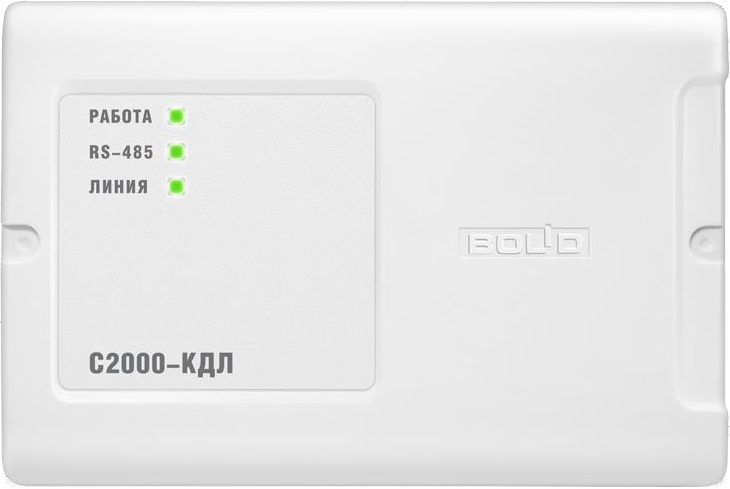 РАБОТА
RS-485
ЛИНИЯ
BOLID
С2000-КДЛ